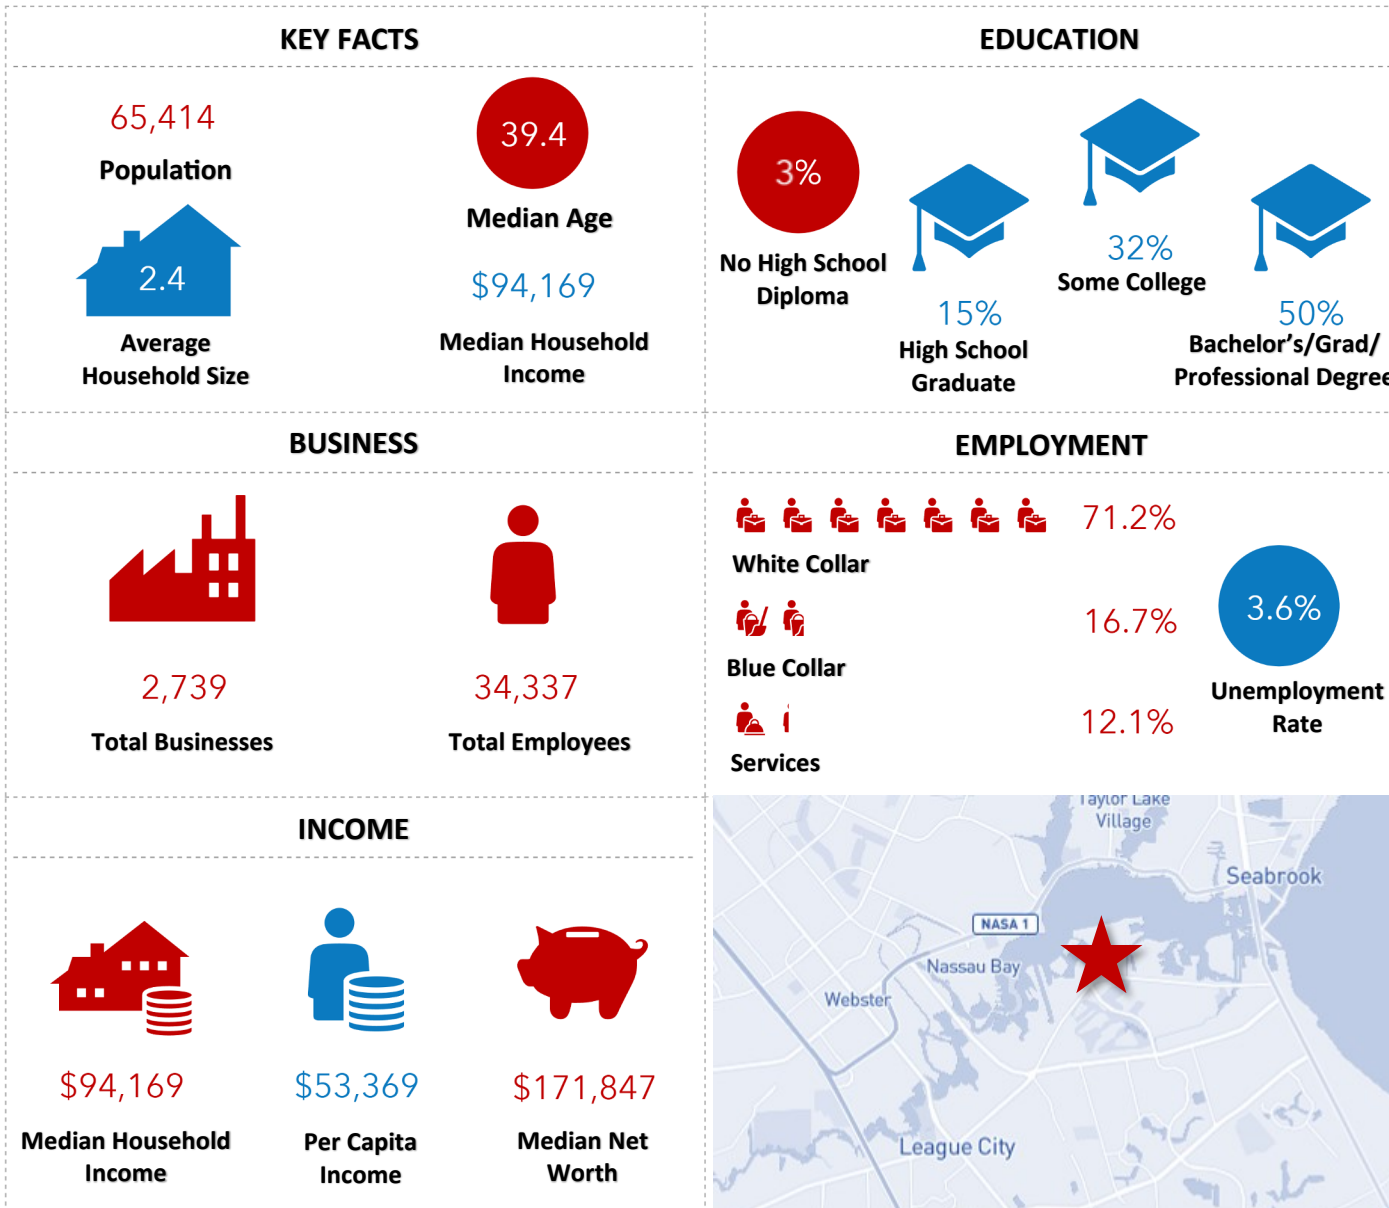 KEY FACTS
65,414
Population
39.4
Median Age
2.4
Average
Household Size
$94,169
Median Household
Income
EDUCATION
3%
No High School
Diploma
15%
High School
Graduate
32%
Some College
50%
Bachelor's/Grad/
Professional Degree
BUSINESS
2,739
Total Businesses
34,337
Total Employees
EMPLOYMENT
71.2%
White Collar
16.7%
Blue Collar
12.1%
Services
3.6%
Unemployment
Rate
INCOME
$94,169
Median Household
Income
$53,369
Per Capita
Income
$171,847
Median Net
Worth
Taylor Lake
Village
Seabrook
NASA 1
Nassau Bay
Webster
League City